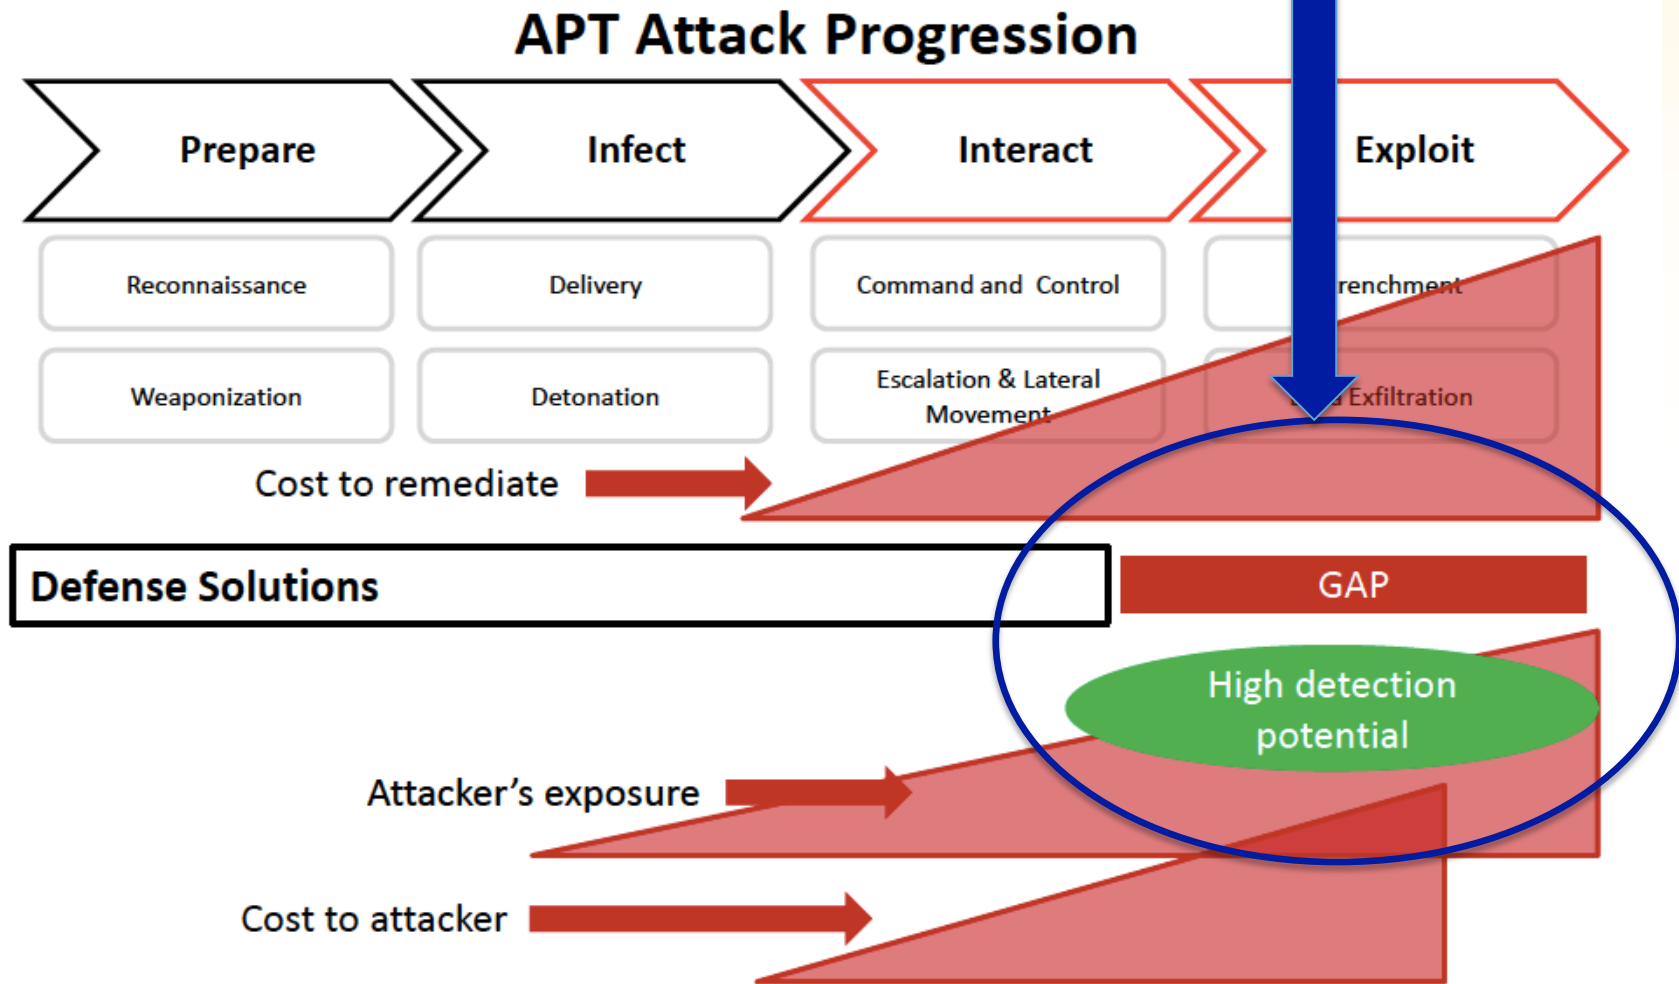 APT Attack Progression
Prepare
Infect
Interact
Exploit
Reconnaissance
Delivery
Command and Control
renchment
Weaponization
Detonation
Escalation & Lateral
Movement
Exfiltration
Cost to remediate
Defense Solutions
GAP
High detection
potential
Attacker’s exposure
Cost to attacker